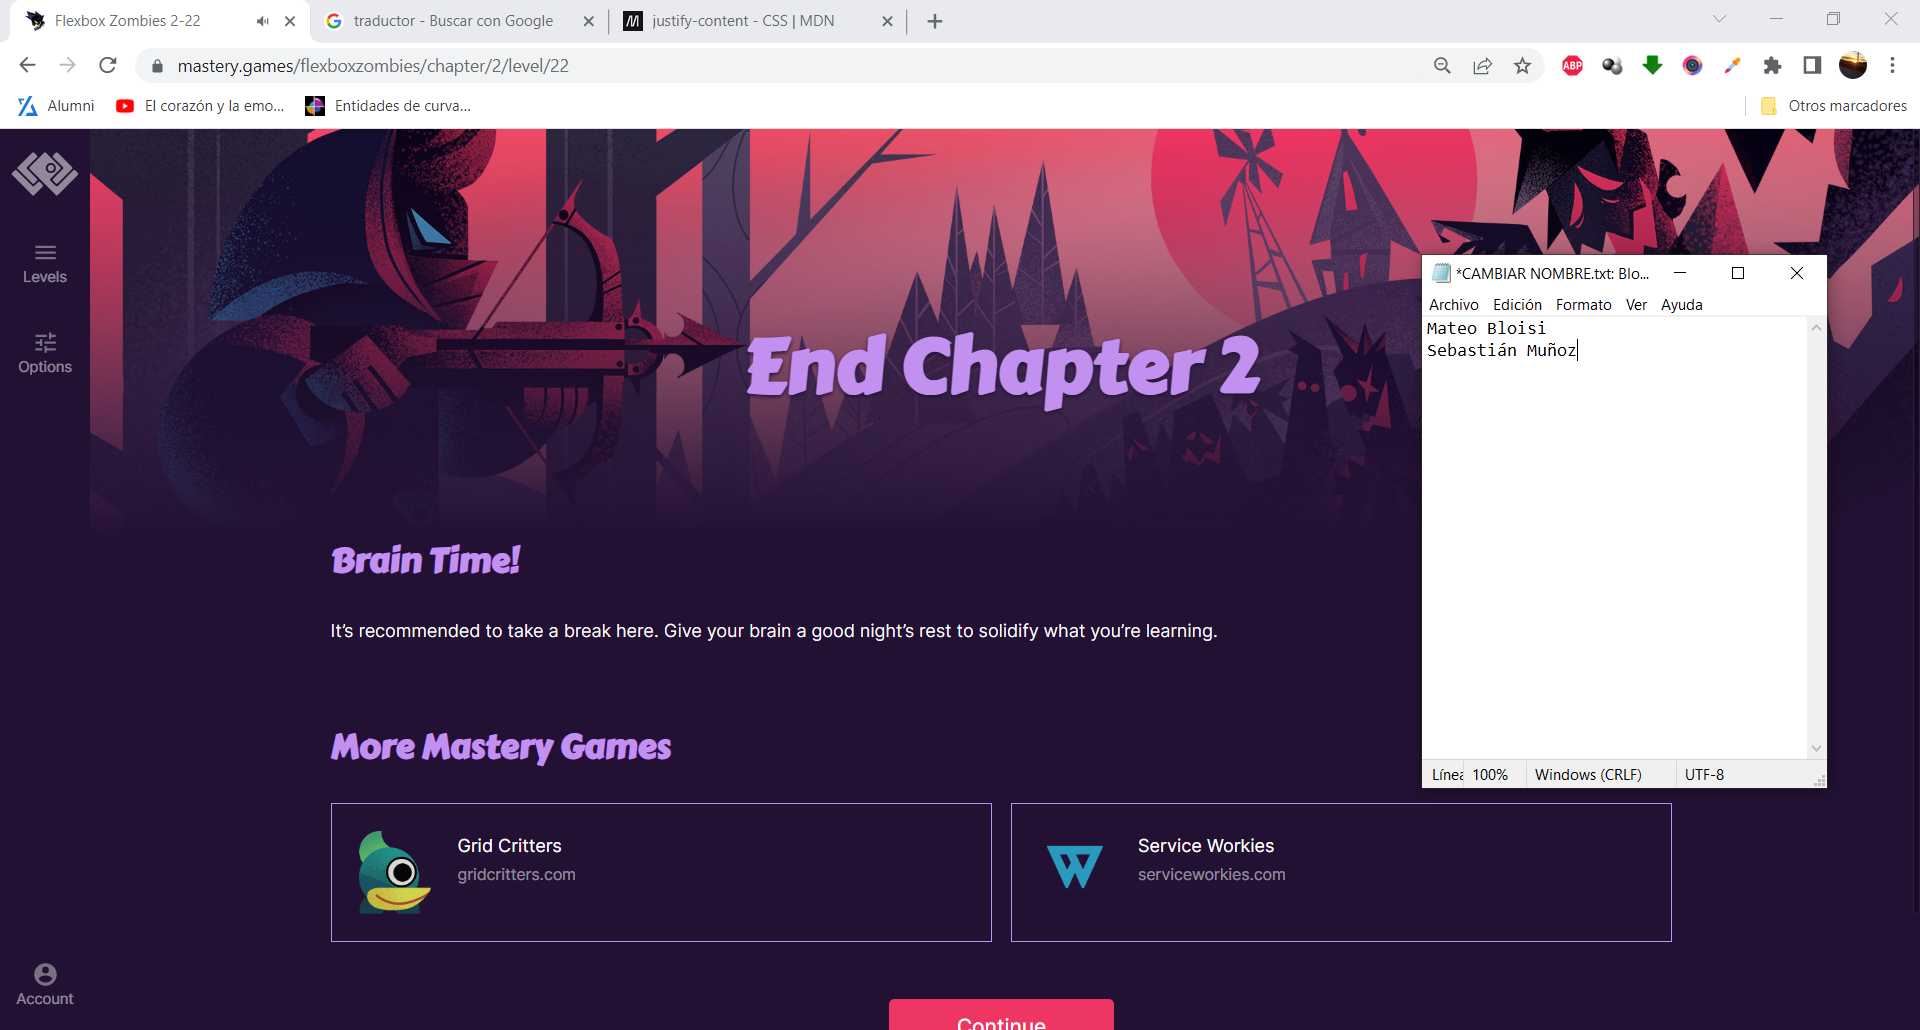 Flexbox Zombies 2-22
traductor - Buscar con Google
M
justify-content - CSS | MDN
mastery.games/flexboxzombies/chapter/2/level/22
ABP
Alumni
El corazón y la emo...
Entidades de curva...
Otros marcadores
Levels
Options
End Chapter 2
*CAMBIAR NOMBRE.txt: Blo...
Archivo Edición Formato Ver Ayuda
Mateo Bloisi
Sebastián Muñoz
Línea 100% Windows (CRLF) UTF-8
Brain Time!
It’s recommended to take a break here. Give your brain a good night’s rest to solidify what you’re learning.
More Mastery Games
Grid Critters
gridcritters.com
Service Workies
serviceworkies.com
Account
Continue